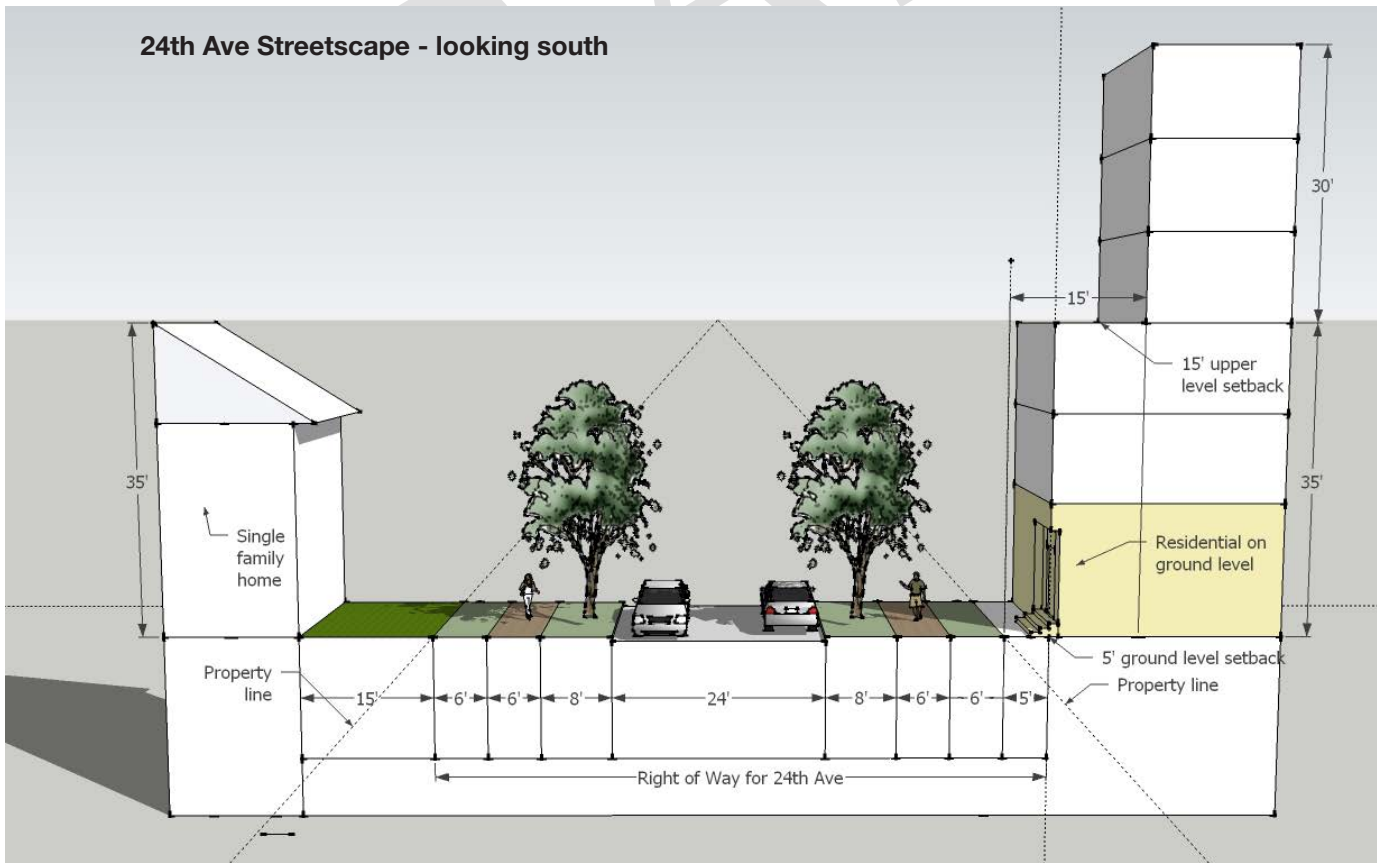 24th Ave Streetscape - looking south
30'
15'
15' upper
level setback
35'
35'
Single
family
home
Residential on
ground level
5' ground level setback
Property
line
Property line
15'
6'
6'
8'
24'
8'
6'
6'
5'
Right of Way for 24th Ave